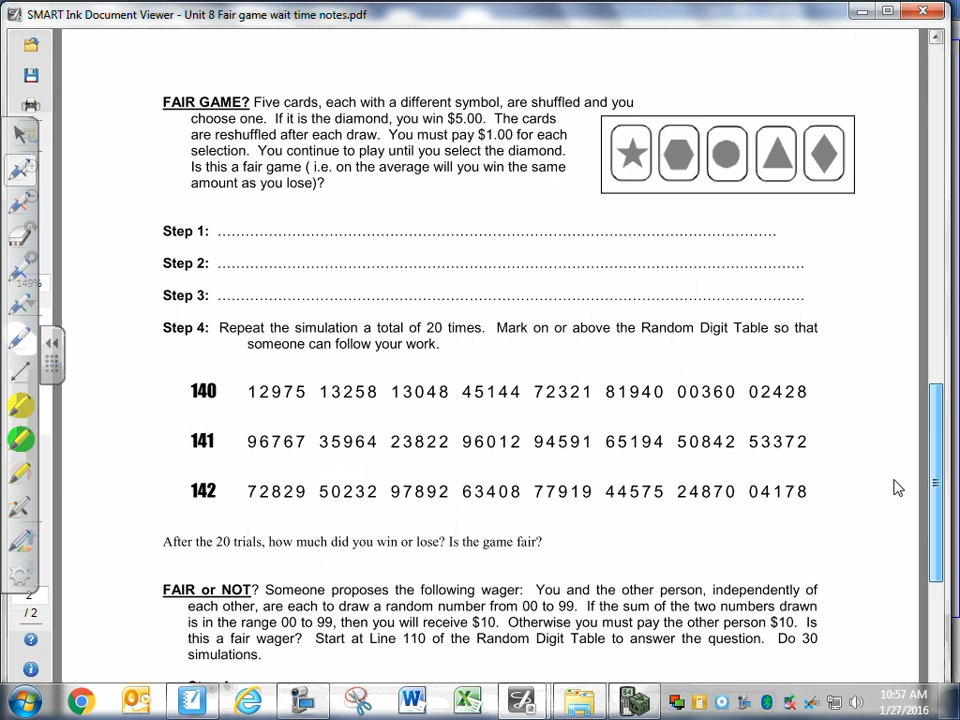 SMART Ink Document Viewer - Unit 8 Fair game wait time notes.pdf
FAIR GAME? Five cards, each with a different symbol, are shuffled and you
choose one. If it is the diamond, you win $5.00. The cards
are reshuffled after each draw. You must pay $1.00 for each
selection. You continue to play until you select the diamond.
Is this a fair game ( i.e. on the average will you win the same
amount as you lose)?
Step 1: ……………………………………………………………………………………
Step 2: ……………………………………………………………………………………
149%
Step 3: ……………………………………………………………………………………
Step 4: Repeat the simulation a total of 20 times. Mark on or above the Random Digit Table so that
someone can follow your work.
140 12975 13258 13048 45144 72321 81940 00360 02428
141 96767 35964 23822 96012 94591 65194 50842 53372
142 72829 50232 97892 63408 77919 44575 24870 04178
After the 20 trials, how much did you win or lose? Is the game fair?
FAIR or NOT? Someone proposes the following wager: You and the other person, independently of
each other, are each to draw a random number from 00 to 99. If the sum of the two numbers drawn
is in the range 00 to 99, then you will receive $10. Otherwise you must pay the other person $10. Is
this a fair wager? Start at Line 110 of the Random Digit Table to answer the question. Do 30
simulations.
2
/ 2
10:57 AM
1/27/2016